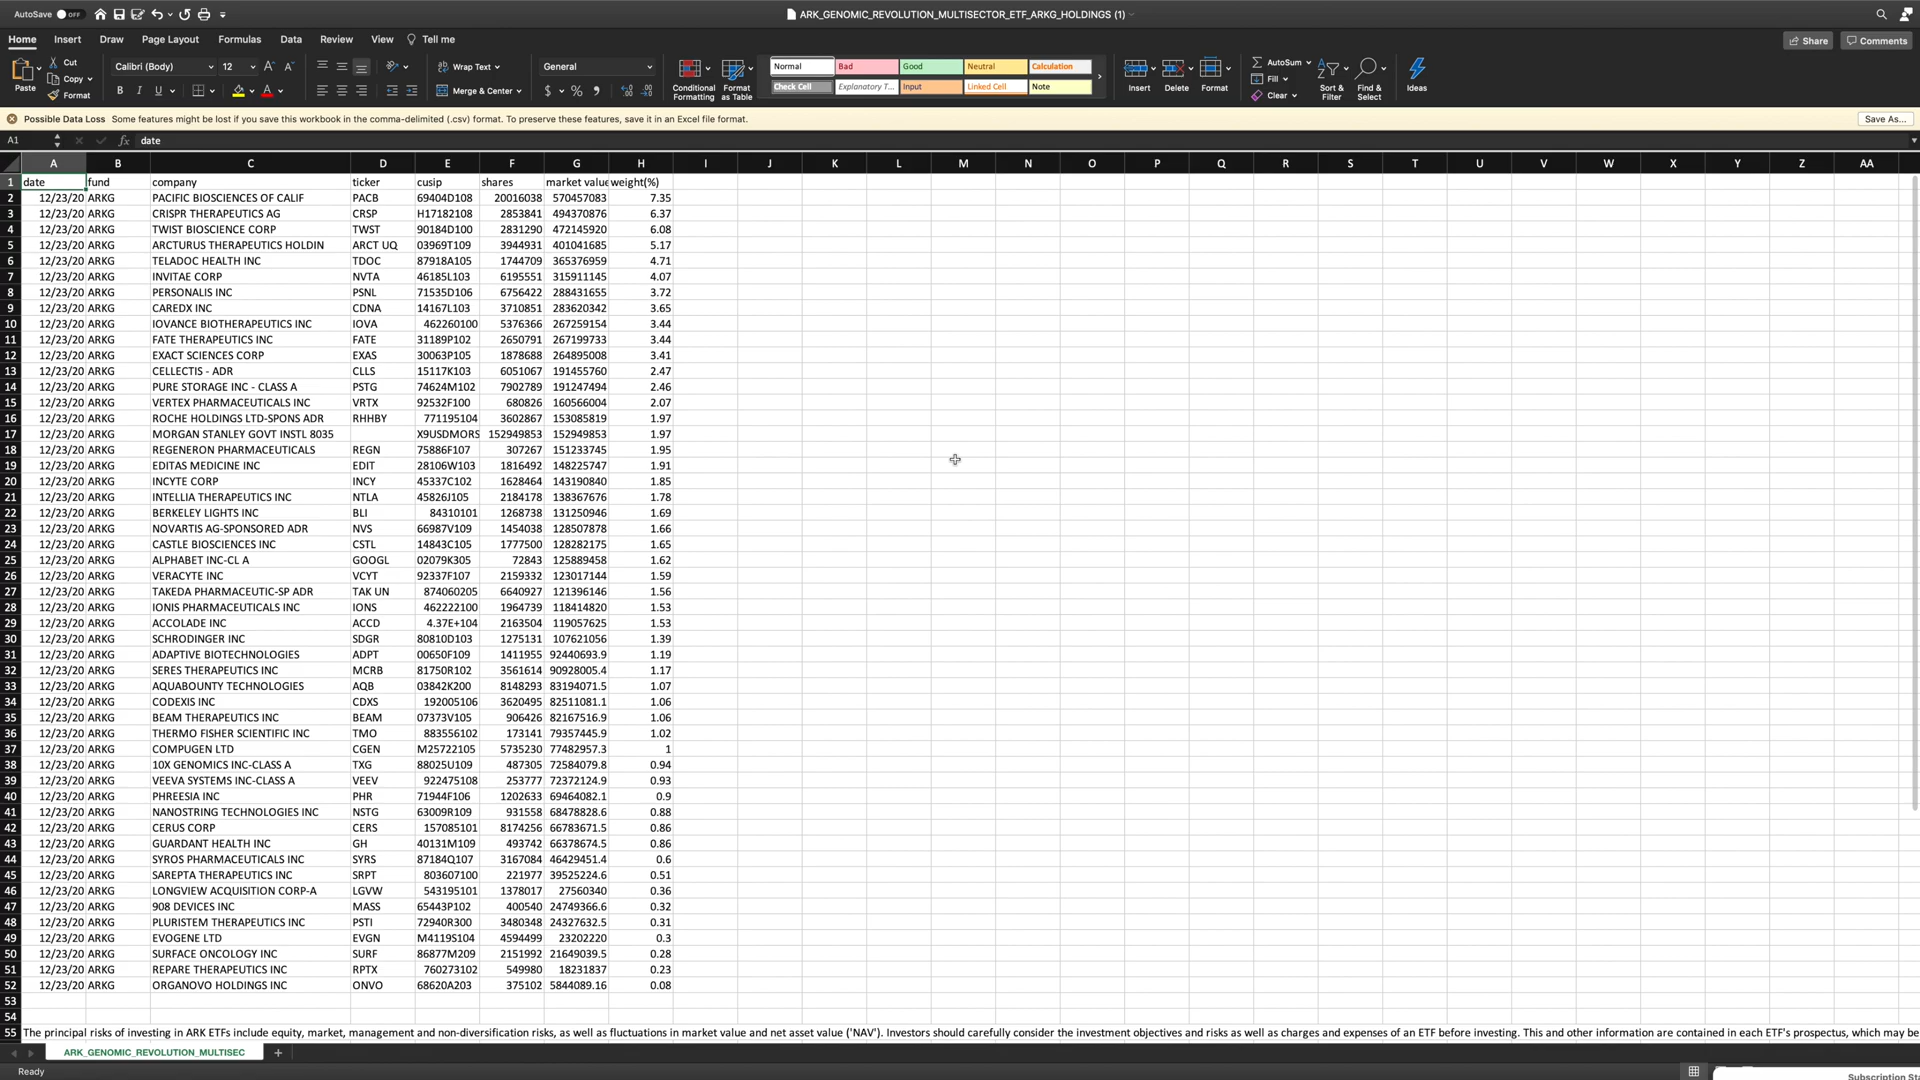 AutoSave OFF
ARK_GENOMIC_REVOLUTION_MULTISECTOR_ETF_ARKG_HOLDINGS (1)
Home Insert Draw Page Layout Formulas Data Review View Tell me
Share Comments
Paste Cut Copy Format
Calibri (Body) 12
B I U
Wrap Text
Merge & Center
General
$ % ,
Conditional Formatting
Format as Table
Normal Bad Good Neutral Calculation
Check Cell Explanatory T... Input Linked Cell Note
Insert Delete Format
AutoSum
Fill
Clear
Sort & Filter
Find & Select
Ideas
Possible Data Loss Some features might be lost if you save this workbook in the comma-delimited (.csv) format. To preserve these features, save it in an Excel file format. Save As...
A1 fx date
A B C D E F G H I J K L M N O P Q R S T U V W X Y Z AA
1 date fund company ticker cusip shares market value weight(%)
2 12/23/20 ARKG PACIFIC BIOSCIENCES OF CALIF PACB 69404D108 20016038 570457083 7.35
3 12/23/20 ARKG CRISPR THERAPEUTICS AG CRSP H17182108 2853841 494370876 6.37
4 12/23/20 ARKG TWIST BIOSCIENCE CORP TWST 90184D100 2831290 472145920 6.08
5 12/23/20 ARKG ARCTURUS THERAPEUTICS HOLDIN ARCT UQ 03969T109 3944931 401041685 5.17
6 12/23/20 ARKG TELADOC HEALTH INC TDOC 87918A105 1744709 365376959 4.71
7 12/23/20 ARKG INVITAE CORP NVTA 46185L103 6195551 315911145 4.07
8 12/23/20 ARKG PERSONALIS INC PSNL 71535D106 6756422 288431655 3.72
9 12/23/20 ARKG CAREDX INC CDNA 14167L103 3710851 283620342 3.65
10 12/23/20 ARKG IOVANCE BIOTHERAPEUTICS INC IOVA 462260100 5376366 267259154 3.44
11 12/23/20 ARKG FATE THERAPEUTICS INC FATE 31189P102 2650791 267199733 3.44
12 12/23/20 ARKG EXACT SCIENCES CORP EXAS 30063P105 1878688 264895008 3.41
13 12/23/20 ARKG CELLECTIS - ADR CLLS 15117K103 6051067 191455760 2.47
14 12/23/20 ARKG PURE STORAGE INC - CLASS A PSTG 74624M102 7902789 191247494 2.46
15 12/23/20 ARKG VERTEX PHARMACEUTICALS INC VRTX 92532F100 680826 160566004 2.07
16 12/23/20 ARKG ROCHE HOLDINGS LTD-SPONS ADR RHHBY 771195104 3602867 153085819 1.97
17 12/23/20 ARKG MORGAN STANLEY GOVT INSTL 8035 X9USDMORS 152949853 152949853 1.97
18 12/23/20 ARKG REGENERON PHARMACEUTICALS REGN 75886F107 307267 151233745 1.95
19 12/23/20 ARKG EDITAS MEDICINE INC EDIT 28106W103 1816492 148225747 1.91
20 12/23/20 ARKG INCYTE CORP INCY 45337C102 1628464 143190840 1.85
21 12/23/20 ARKG INTELLIA THERAPEUTICS INC NTLA 45826J105 2184178 138367676 1.78
22 12/23/20 ARKG BERKELEY LIGHTS INC BLI 84310101 1268738 131250946 1.69
23 12/23/20 ARKG NOVARTIS AG-SPONSORED ADR NVS 66987V109 1454038 128507878 1.66
24 12/23/20 ARKG CASTLE BIOSCIENCES INC CSTL 14843C105 1777500 128282175 1.65
25 12/23/20 ARKG ALPHABET INC-CL A GOOGL 02079K305 72843 125889458 1.62
26 12/23/20 ARKG VERACYTE INC VCYT 92337F107 2159332 123017144 1.59
27 12/23/20 ARKG TAKEDA PHARMACEUTIC-SP ADR TAK UN 874060205 6640927 121396146 1.56
28 12/23/20 ARKG IONIS PHARMACEUTICALS INC IONS 462222100 1964739 118414820 1.53
29 12/23/20 ARKG ACCOLADE INC ACCD 4.37E+104 2163504 119057625 1.53
30 12/23/20 ARKG SCHRODINGER INC SDGR 80810D103 1275131 107621056 1.39
31 12/23/20 ARKG ADAPTIVE BIOTECHNOLOGIES ADPT 00650F109 1411955 92440693.9 1.19
32 12/23/20 ARKG SERES THERAPEUTICS INC MCRB 81750R102 3561614 90928005.4 1.17
33 12/23/20 ARKG AQUABOUNTY TECHNOLOGIES AQB 03842K200 8148293 83194071.5 1.07
34 12/23/20 ARKG CODEXIS INC CDXS 192005106 3620495 82511081.1 1.06
35 12/23/20 ARKG BEAM THERAPEUTICS INC BEAM 07373V105 906426 82167516.9 1.06
36 12/23/20 ARKG THERMO FISHER SCIENTIFIC INC TMO 883556102 173141 79357445.9 1.02
37 12/23/20 ARKG COMPUGEN LTD CGEN M25722105 5735230 77482957.3 1
38 12/23/20 ARKG 10X GENOMICS INC-CLASS A TXG 88025U109 487305 72584079.8 0.94
39 12/23/20 ARKG VEEVA SYSTEMS INC-CLASS A VEEV 922475108 253777 72372124.9 0.93
40 12/23/20 ARKG PHREESIA INC PHR 71944F106 1202633 69464082.1 0.9
41 12/23/20 ARKG NANOSTRING TECHNOLOGIES INC NSTG 63009R109 931558 68478828.6 0.88
42 12/23/20 ARKG CERUS CORP CERS 157085101 8174256 66783671.5 0.86
43 12/23/20 ARKG GUARDANT HEALTH INC GH 40131M109 493742 66378674.5 0.86
44 12/23/20 ARKG SYROS PHARMACEUTICALS INC SYRS 87184Q107 3167084 46429451.4 0.6
45 12/23/20 ARKG SAREPTA THERAPEUTICS INC SRPT 803607100 221977 39525224.6 0.51
46 12/23/20 ARKG LONGVIEW ACQUISITION CORP-A LGVW 543195101 1378017 27560340 0.36
47 12/23/20 ARKG 908 DEVICES INC MASS 65443P102 400540 24749366.6 0.32
48 12/23/20 ARKG PLURISTEM THERAPEUTICS INC PSTI 72940R300 3480348 24327632.5 0.31
49 12/23/20 ARKG EVOGENE LTD EVGN M4119S104 4594499 23202220 0.3
50 12/23/20 ARKG SURFACE ONCOLOGY INC SURF 86877M209 2151992 21649039.5 0.28
51 12/23/20 ARKG REPARE THERAPEUTICS INC RPTX 760273102 549980 18231837 0.23
52 12/23/20 ARKG ORGANOVO HOLDINGS INC ONVO 68620A203 375102 5844089.16 0.08
53
54
55 The principal risks of investing in ARK ETFs include equity, market, management and non-diversification risks, as well as fluctuations in market value and net asset value ('NAV'). Investors should carefully consider the investment objectives and risks as well as charges and expenses of an ETF before investing. This and other information are contained in each ETF's prospectus, which may be
ARK_GENOMIC_REVOLUTION_MULTISEC +
Ready
Subscription Sta